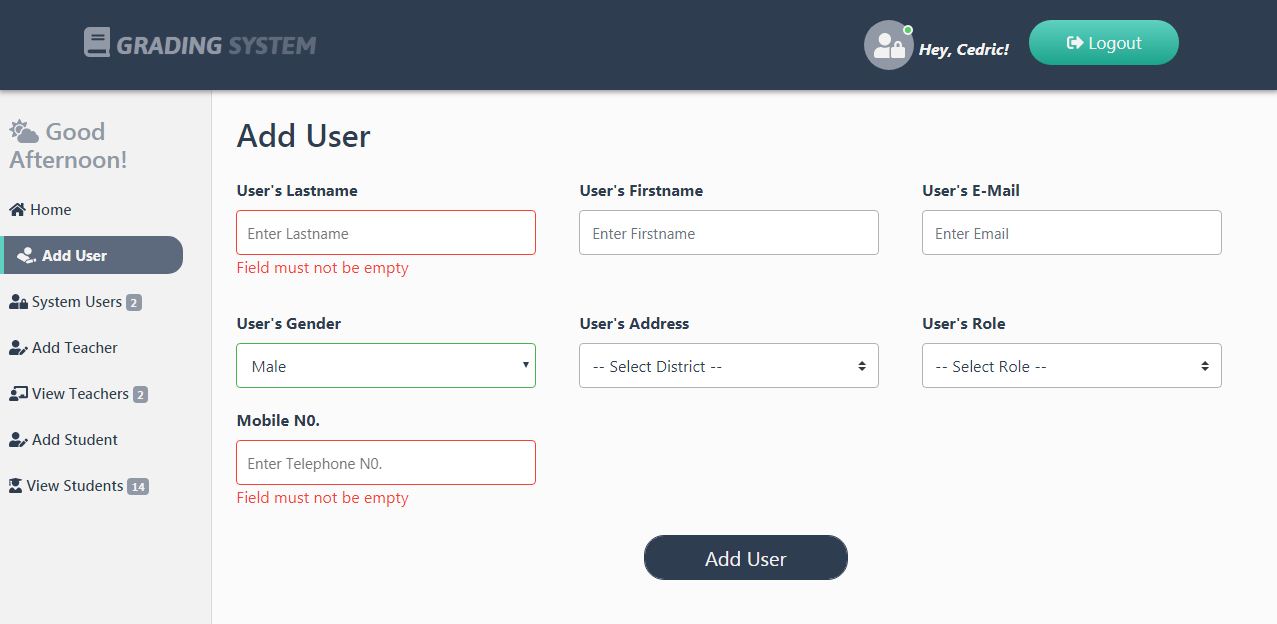 GRADING SYSTEM
Hey, Cedric!
Logout
Good
Afternoon!
Home
Add User
System Users 2
Add Teacher
View Teachers 2
Add Student
View Students 14
Add User
User's Lastname
User's Firstname
User's E-Mail
Enter Lastname
Enter Firstname
Enter Email
Field must not be empty
User's Gender
User's Address
User's Role
Male
-- Select District --
-- Select Role --
Mobile N0.
Enter Telephone N0.
Field must not be empty
Add User